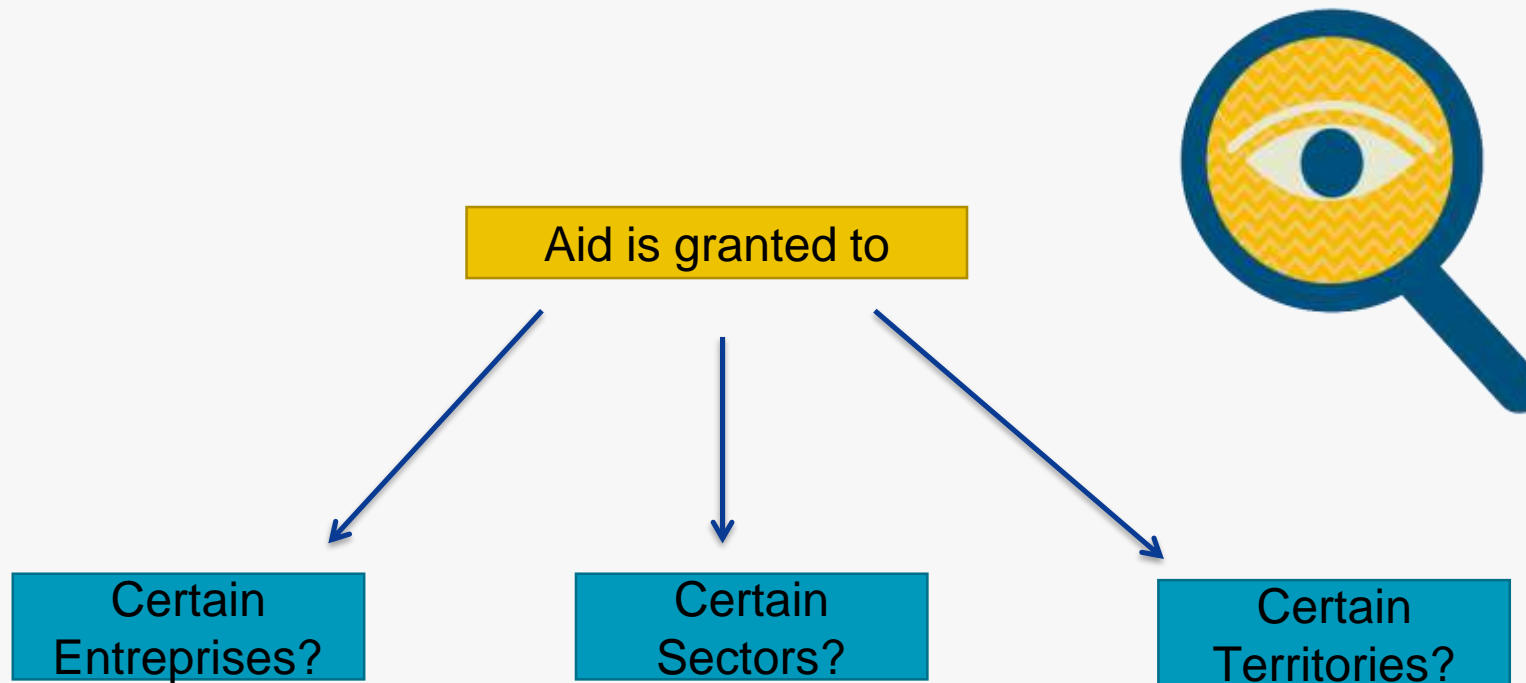 Aid is granted to
Certain
Entreprises?
Certain
Sectors?
Certain
Territories?